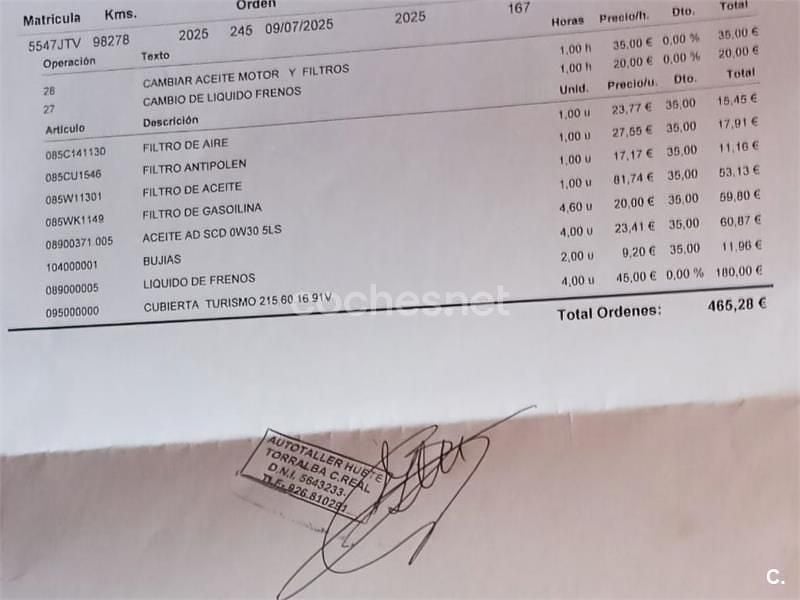 Matrícula Kms. Orden
5547JTV 98278 2025 245 09/07/2025 2025 167
Operación Texto Horas Precio/h. Dto. Total
28 CAMBIAR ACEITE MOTOR Y FILTROS 1,00 h 35,00 € 0,00 % 35,00 €
27 CAMBIO DE LIQUIDO FRENOS 1,00 h 20,00 € 0,00 % 20,00 €
Artículo Descripción Unid. Precio/u. Dto. Total
085C141130 FILTRO DE AIRE 1,00 u 23,77 € 35,00 15,45 €
085CU1546 FILTRO ANTIPOLEN 1,00 u 27,55 € 35,00 17,91 €
085W11301 FILTRO DE ACEITE 1,00 u 17,17 € 35,00 11,16 €
085WK1149 FILTRO DE GASOILINA 1,00 u 81,74 € 35,00 53,13 €
08900371 005 ACEITE AD SCD 0W30 5LS 4,60 u 20,00 € 35,00 59,80 €
104000001 BUJIAS 4,00 u 23,41 € 35,00 60,87 €
089000005 LIQUIDO DE FRENOS 2,00 u 9,20 € 35,00 11,96 €
095000000 CUBIERTA TURISMO 215 60 16 91V 4,00 u 45,00 € 0,00 % 180,00 €
coches.net
Total Ordenes: 465,28 €
AUTOTALLER HUETE
TORRALBA C.REAL
D.N.I. 5643233-
TLF. 926.810291
C.